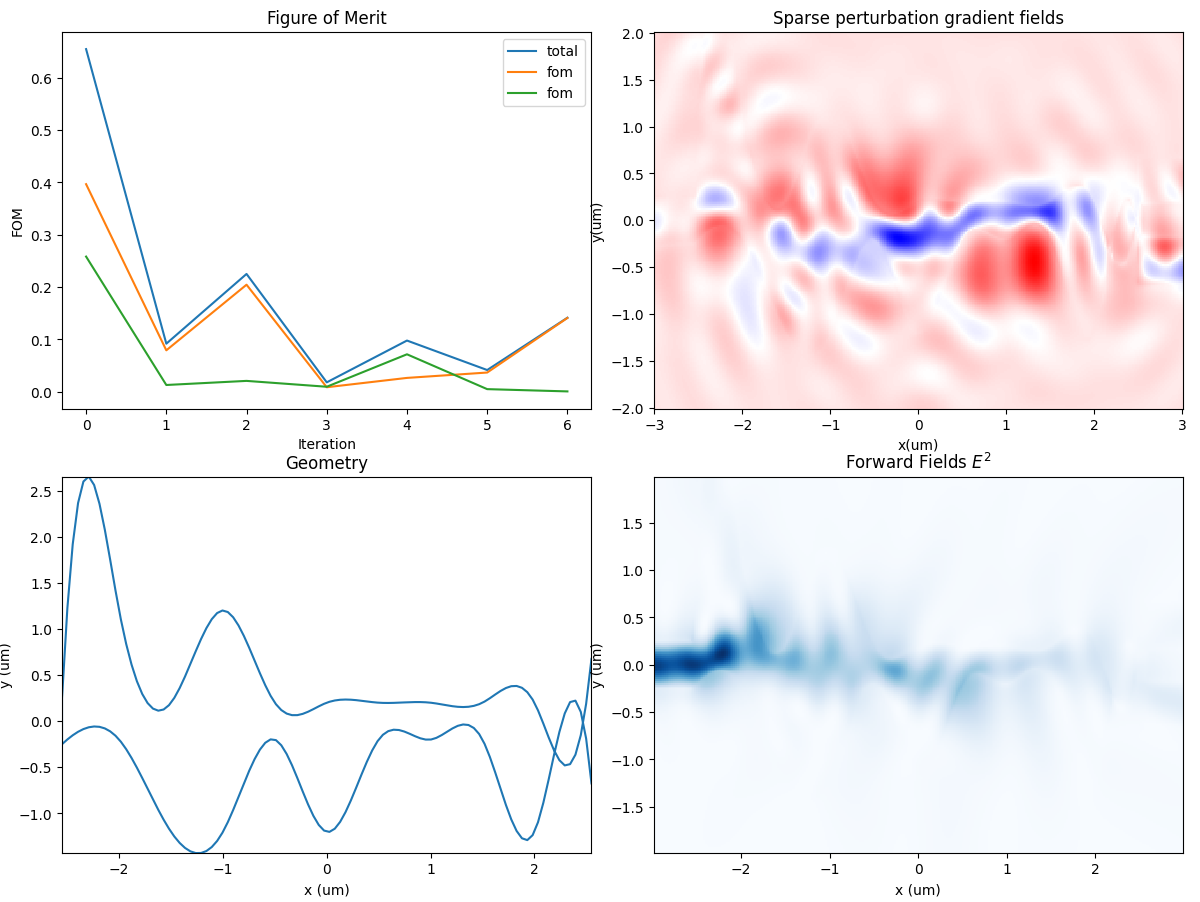 Figure of Merit
total
fom
fom
FOM
0.6
0.5
0.4
0.3
0.2
0.1
0.0
0 1 2 3 4 5 6
Iteration
Sparse perturbation gradient fields
y(um)
2.0
1.5
1.0
0.5
0.0
−0.5
−1.0
−1.5
−2.0
−3 −2 −1 0 1 2 3
x(um)
Geometry
y (um)
2.5
2.0
1.5
1.0
0.5
0.0
−0.5
−1.0
−2 −1 0 1 2
x (um)
Forward Fields E²
y (um)
1.5
1.0
0.5
0.0
−0.5
−1.0
−1.5
−2 −1 0 1 2
x (um)